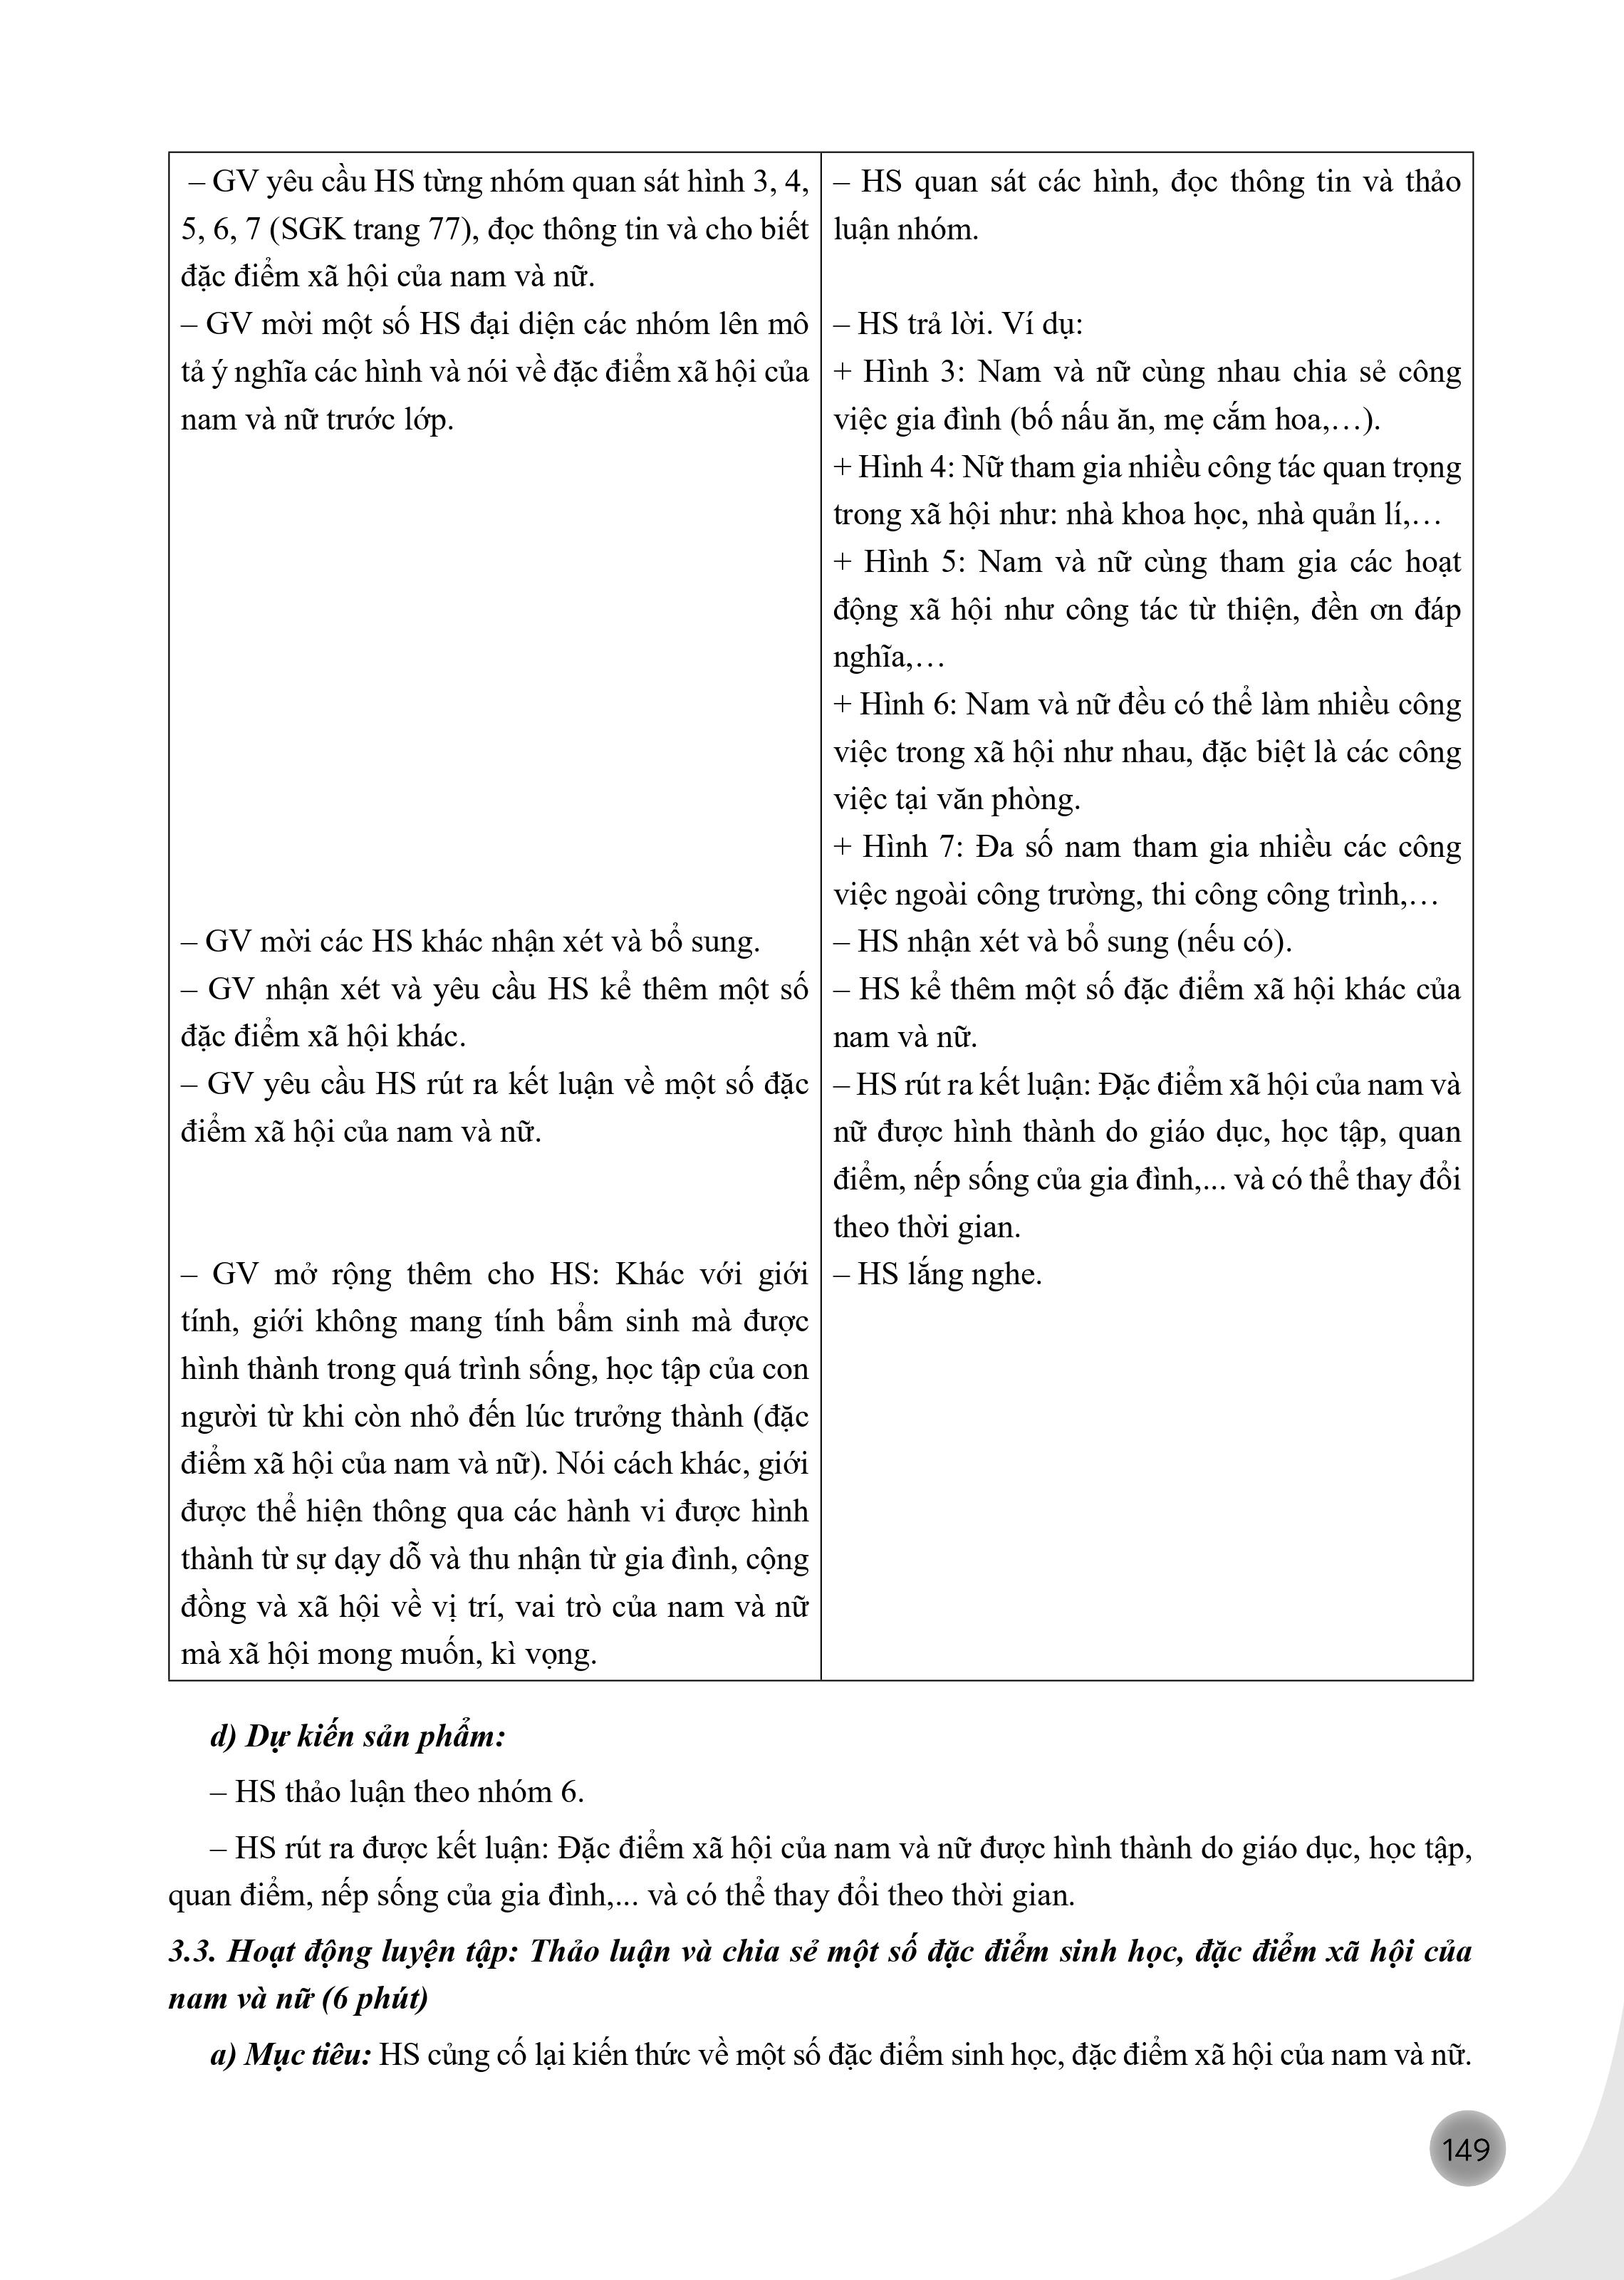 – GV yêu cầu HS từng nhóm quan sát hình 3, 4,
5, 6, 7 (SGK trang 77), đọc thông tin và cho biết
đặc điểm xã hội của nam và nữ.
– GV mời một số HS đại diện các nhóm lên mô
tả ý nghĩa các hình và nói về đặc điểm xã hội của
nam và nữ trước lớp.
– GV mời các HS khác nhận xét và bổ sung.
– GV nhận xét và yêu cầu HS kể thêm một số
đặc điểm xã hội khác.
– GV yêu cầu HS rút ra kết luận về một số đặc
điểm xã hội của nam và nữ.
– GV mở rộng thêm cho HS: Khác với giới
tính, giới không mang tính bẩm sinh mà được
hình thành trong quá trình sống, học tập của con
người từ khi còn nhỏ đến lúc trưởng thành (đặc
điểm xã hội của nam và nữ). Nói cách khác, giới
được thể hiện thông qua các hành vi được hình
thành từ sự dạy dỗ và thu nhận từ gia đình, cộng
đồng và xã hội về vị trí, vai trò của nam và nữ
mà xã hội mong muốn, kì vọng.
– HS quan sát các hình, đọc thông tin và thảo
luận nhóm.
– HS trả lời. Ví dụ:
+ Hình 3: Nam và nữ cùng nhau chia sẻ công
việc gia đình (bố nấu ăn, mẹ cắm hoa,…).
+ Hình 4: Nữ tham gia nhiều công tác quan trọng
trong xã hội như: nhà khoa học, nhà quản lí,…
+ Hình 5: Nam và nữ cùng tham gia các hoạt
động xã hội như công tác từ thiện, đền ơn đáp
nghĩa,…
+ Hình 6: Nam và nữ đều có thể làm nhiều công
việc trong xã hội như nhau, đặc biệt là các công
việc tại văn phòng.
+ Hình 7: Đa số nam tham gia nhiều các công
việc ngoài công trường, thi công công trình,…
– HS nhận xét và bổ sung (nếu có).
– HS kể thêm một số đặc điểm xã hội khác của
nam và nữ.
– HS rút ra kết luận: Đặc điểm xã hội của nam và
nữ được hình thành do giáo dục, học tập, quan
điểm, nếp sống của gia đình,... và có thể thay đổi
theo thời gian.
– HS lắng nghe.
d) Dự kiến sản phẩm:
– HS thảo luận theo nhóm 6.
– HS rút ra được kết luận: Đặc điểm xã hội của nam và nữ được hình thành do giáo dục, học tập,
quan điểm, nếp sống của gia đình,... và có thể thay đổi theo thời gian.
3.3. Hoạt động luyện tập: Thảo luận và chia sẻ một số đặc điểm sinh học, đặc điểm xã hội của
nam và nữ (6 phút)
a) Mục tiêu: HS củng cố lại kiến thức về một số đặc điểm sinh học, đặc điểm xã hội của nam và nữ.
149